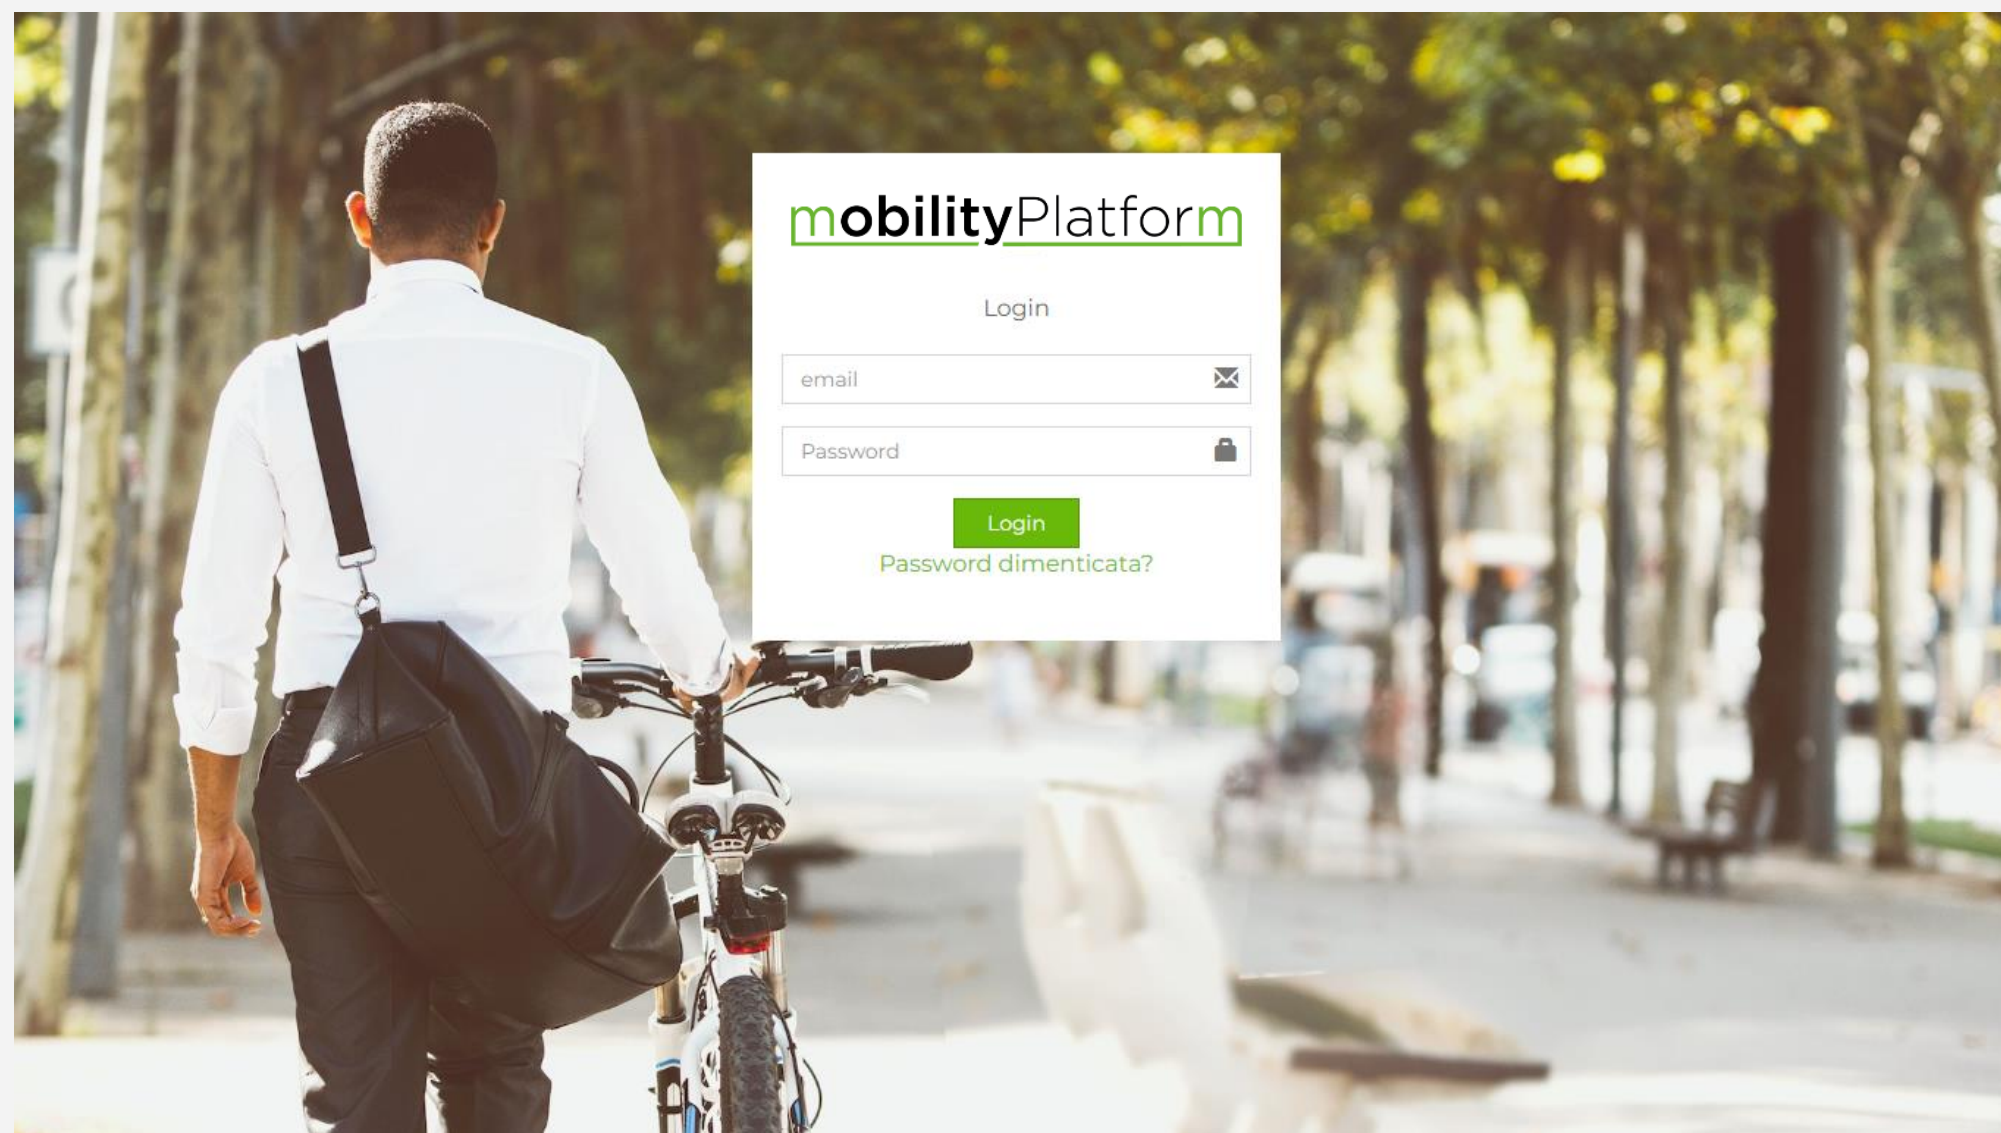 mobilityPlatform
Login
email
Password
Login
Password dimenticata?